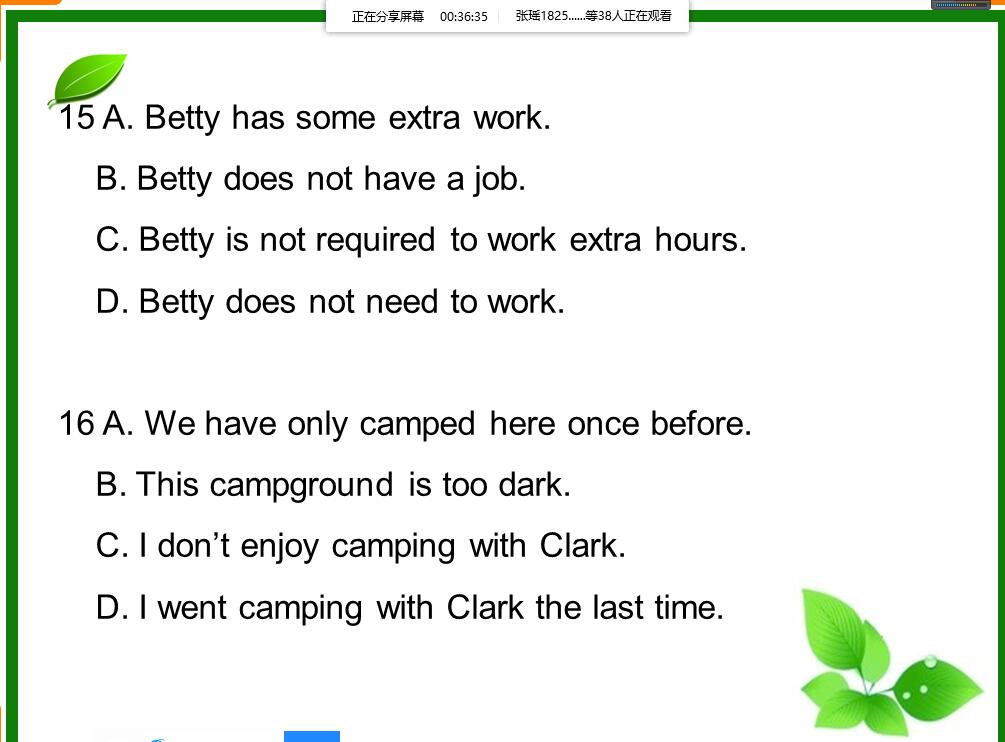 正在分享屏幕 00:36:35 张瑤1825......等38人正在观看
15 A. Betty has some extra work.
B. Betty does not have a job.
C. Betty is not required to work extra hours.
D. Betty does not need to work.
16 A. We have only camped here once before.
B. This campground is too dark.
C. I don’t enjoy camping with Clark.
D. I went camping with Clark the last time.